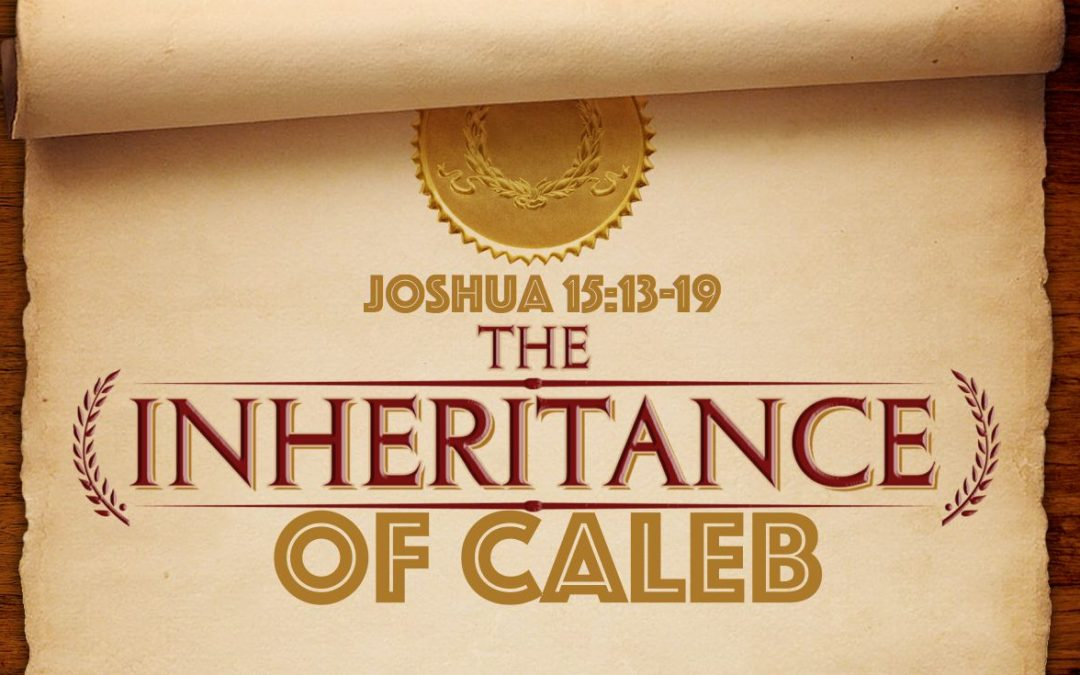 JOSHUA 15:13-19
THE
INHERITANCE
OF CALEB